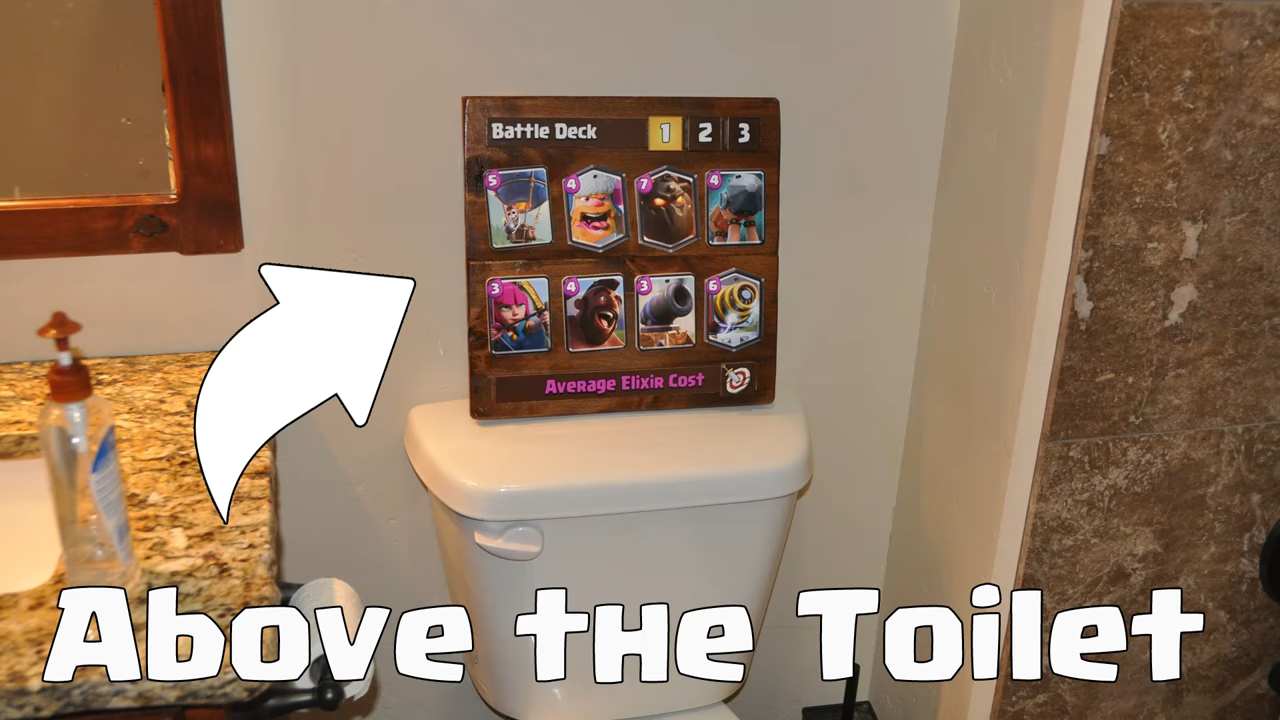 Battle Deck 1 2 3
5 4 7 4
3 4 3 6
Average Elixir Cost
Above the Toilet